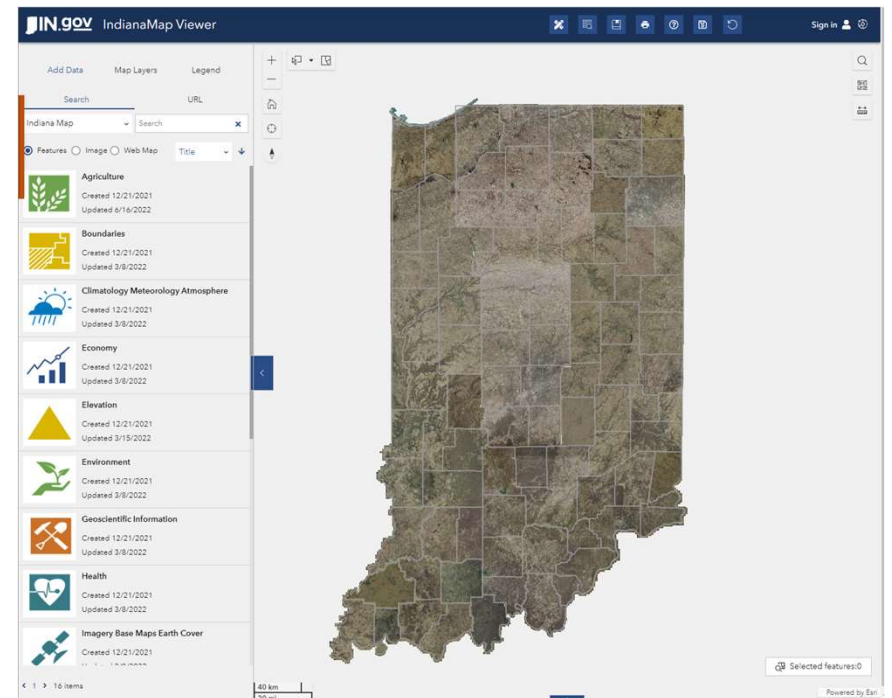 IN.gov IndianaMap Viewer
Sign in
Add Data Map Layers Legend
Search URL
Indiana Map Search
Features Image Web Map Title
Agriculture
Created 12/21/2021
Updated 6/16/2022
Boundaries
Created 12/21/2021
Updated 3/8/2022
Climatology Meteorology Atmosphere
Created 12/21/2021
Updated 3/8/2022
Economy
Created 12/21/2021
Updated 3/8/2022
Elevation
Created 12/21/2021
Updated 3/15/2022
Environment
Created 12/21/2021
Updated 3/8/2022
Geoscientific Information
Created 12/21/2021
Updated 3/8/2022
Health
Created 12/21/2021
Updated 3/8/2022
Imagery Base Maps Earth Cover
Created 12/21/2021
Selected features:0
< 1 > 16 items
40 km
Powered by Esri